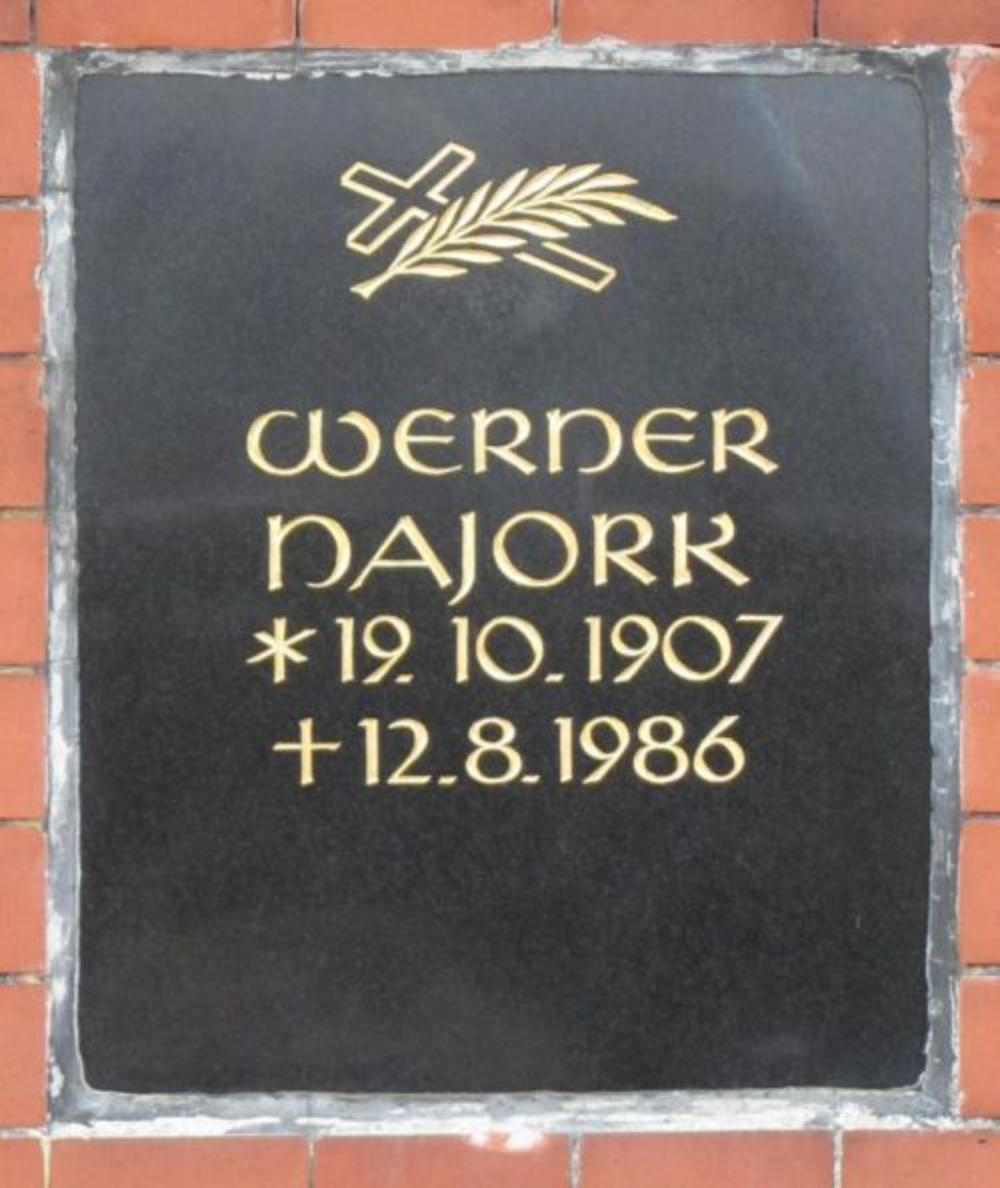 WERNER
NAJORK
* 19. 10. 1907
+ 12. 8. 1986